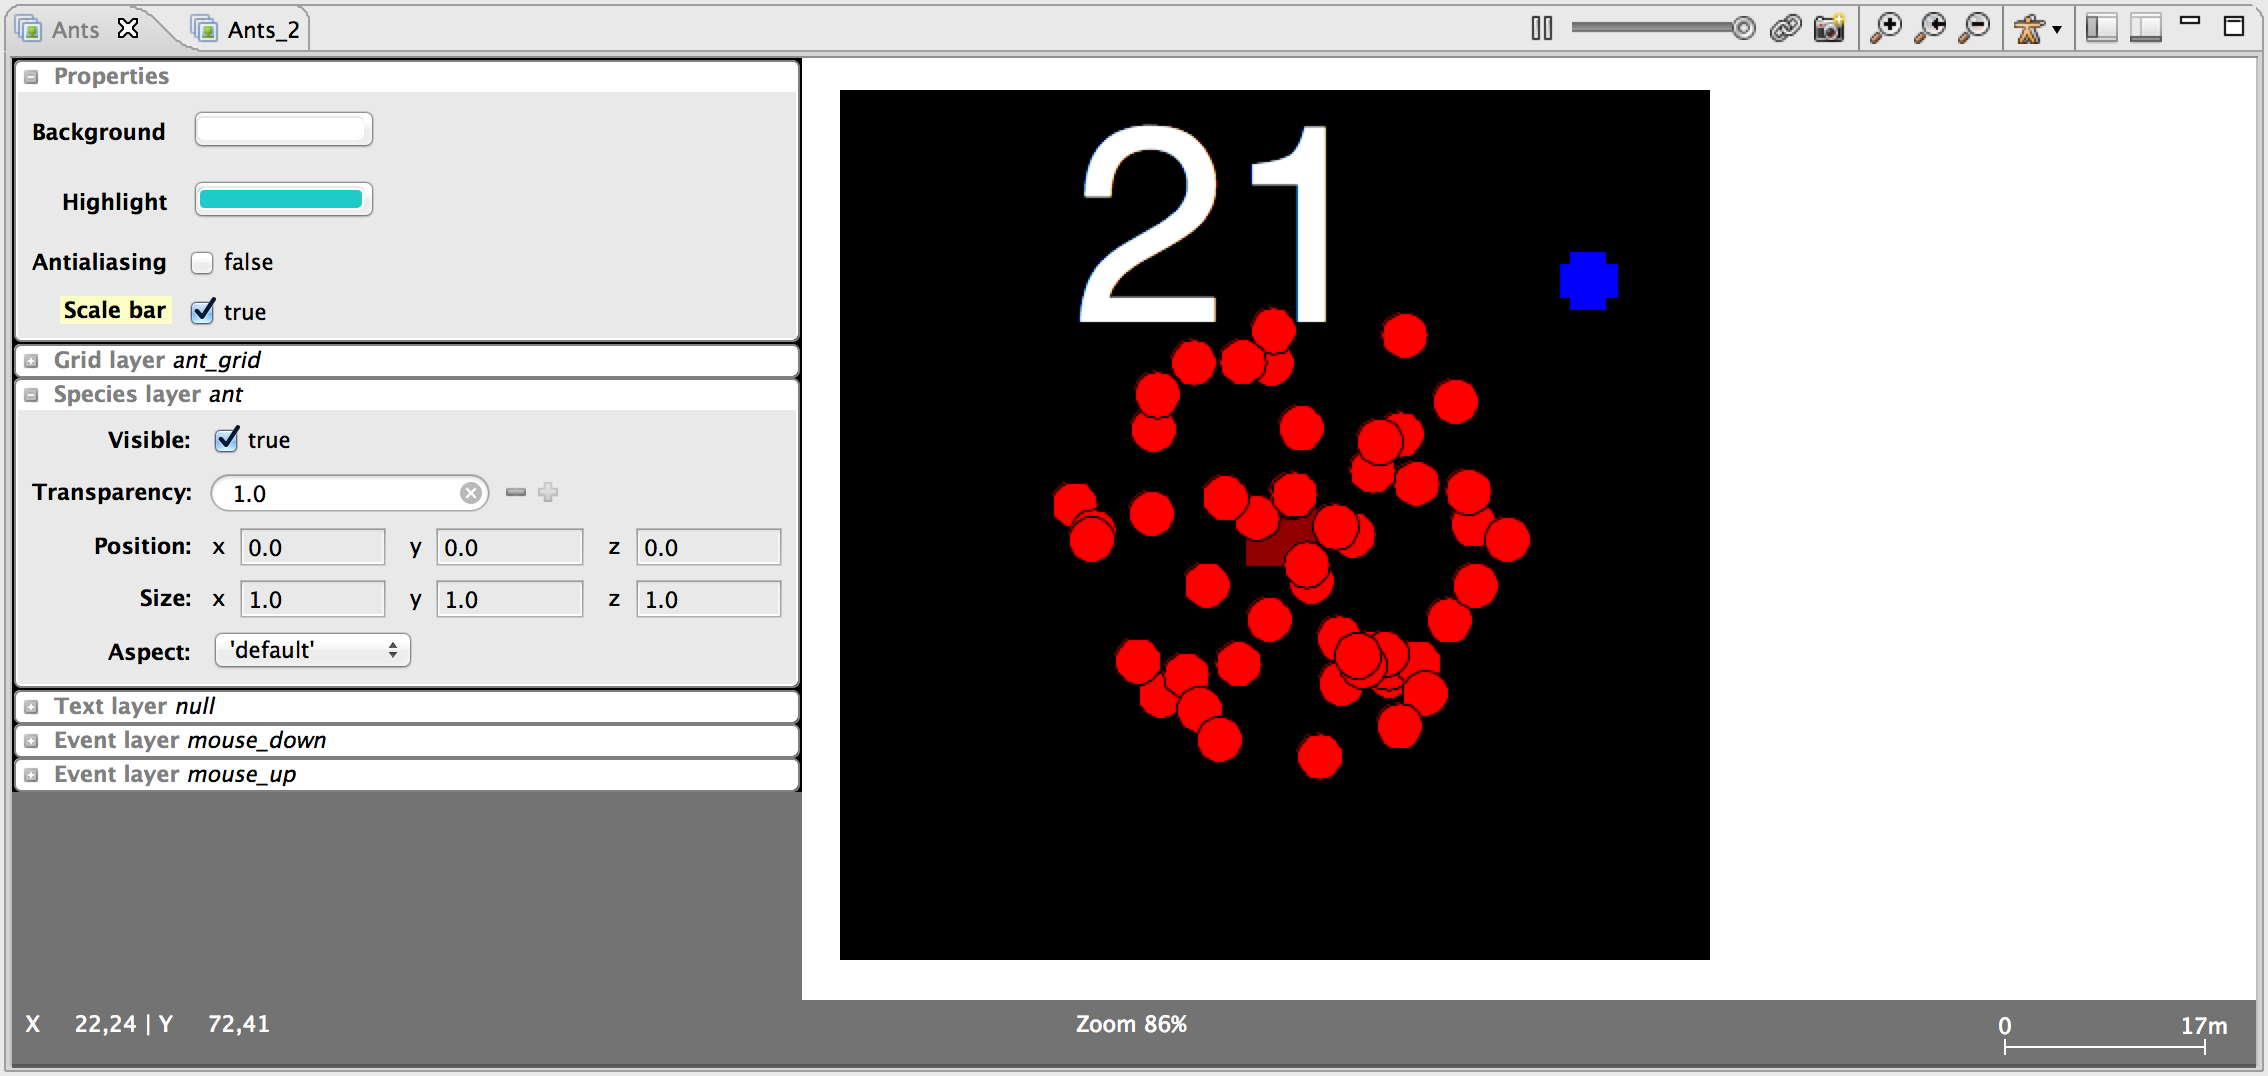 Ants Ants_2
Properties
Background
Highlight
Antialiasing false
Scale bar true
Grid layer ant_grid
Species layer ant
Visible: true
Transparency: 1.0
Position: x 0.0 y 0.0 z 0.0
Size: x 1.0 y 1.0 z 1.0
Aspect: 'default'
Text layer null
Event layer mouse_down
Event layer mouse_up
21
X 22,24 | Y 72,41
Zoom 86%
0 17m